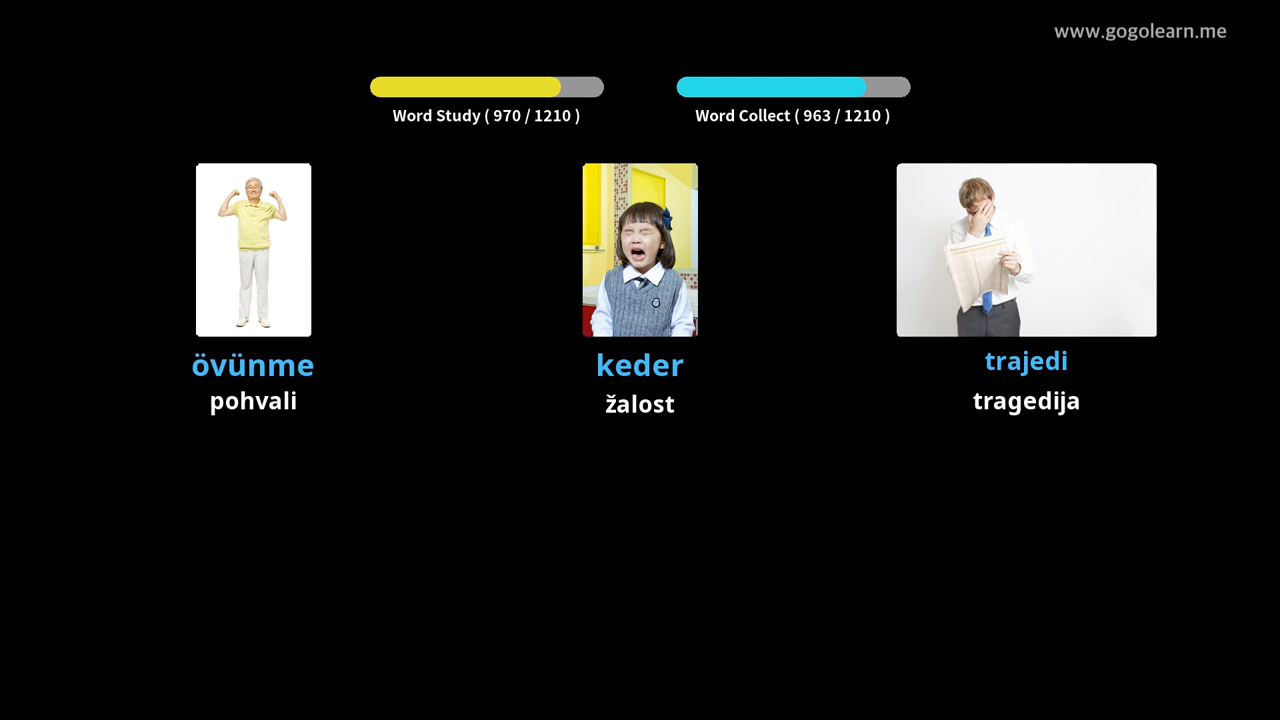 www.gogolearn.me
Word Study ( 970 / 1210 )
Word Collect ( 963 / 1210 )
övünme
pohvali
keder
žalost
trajedi
tragedija